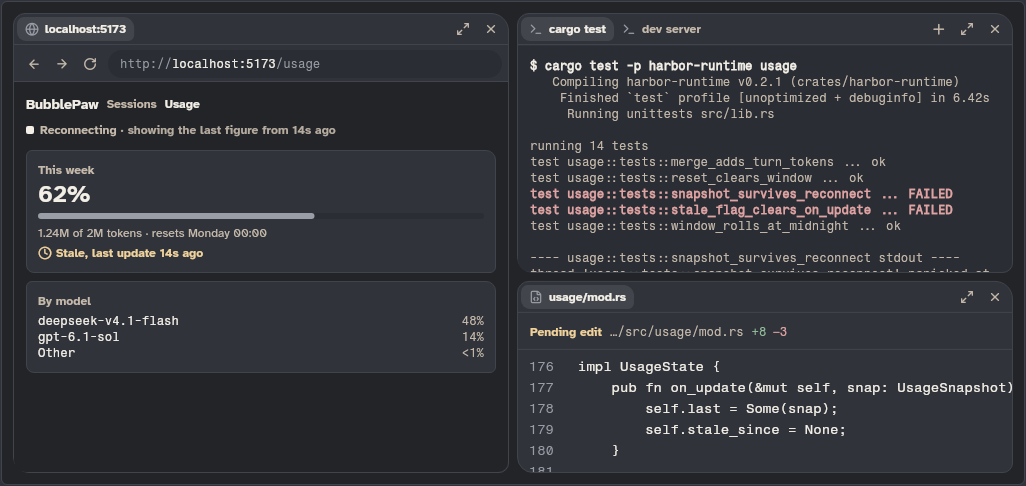 localhost:5173
http://localhost:5173/usage
BubblePaw Sessions Usage
Reconnecting · showing the last figure from 14s ago
This week
62%
1.24M of 2M tokens · resets Monday 00:00
Stale, last update 14s ago
By model
deepseek-v4.1-flash 48%
gpt-6.1-sol 14%
Other <1%
cargo test dev server
$ cargo test -p harbor-runtime usage
Compiling harbor-runtime v0.2.1 (crates/harbor-runtime)
Finished `test` profile [unoptimized + debuginfo] in 6.42s
Running unittests src/lib.rs
running 14 tests
test usage::tests::merge_adds_turn_tokens ... ok
test usage::tests::reset_clears_window ... ok
test usage::tests::snapshot_survives_reconnect ... FAILED
test usage::tests::stale_flag_clears_on_update ... FAILED
test usage::tests::window_rolls_at_midnight ... ok
---- usage::tests::snapshot_survives_reconnect stdout ----
thread 'usage::tests::snapshot_survives_reconnect' panicked at
usage/mod.rs
Pending edit …/src/usage/mod.rs +8 −3
176 impl UsageState {
177 pub fn on_update(&mut self, snap: UsageSnapshot)
178 self.last = Some(snap);
179 self.stale_since = None;
180 }
181